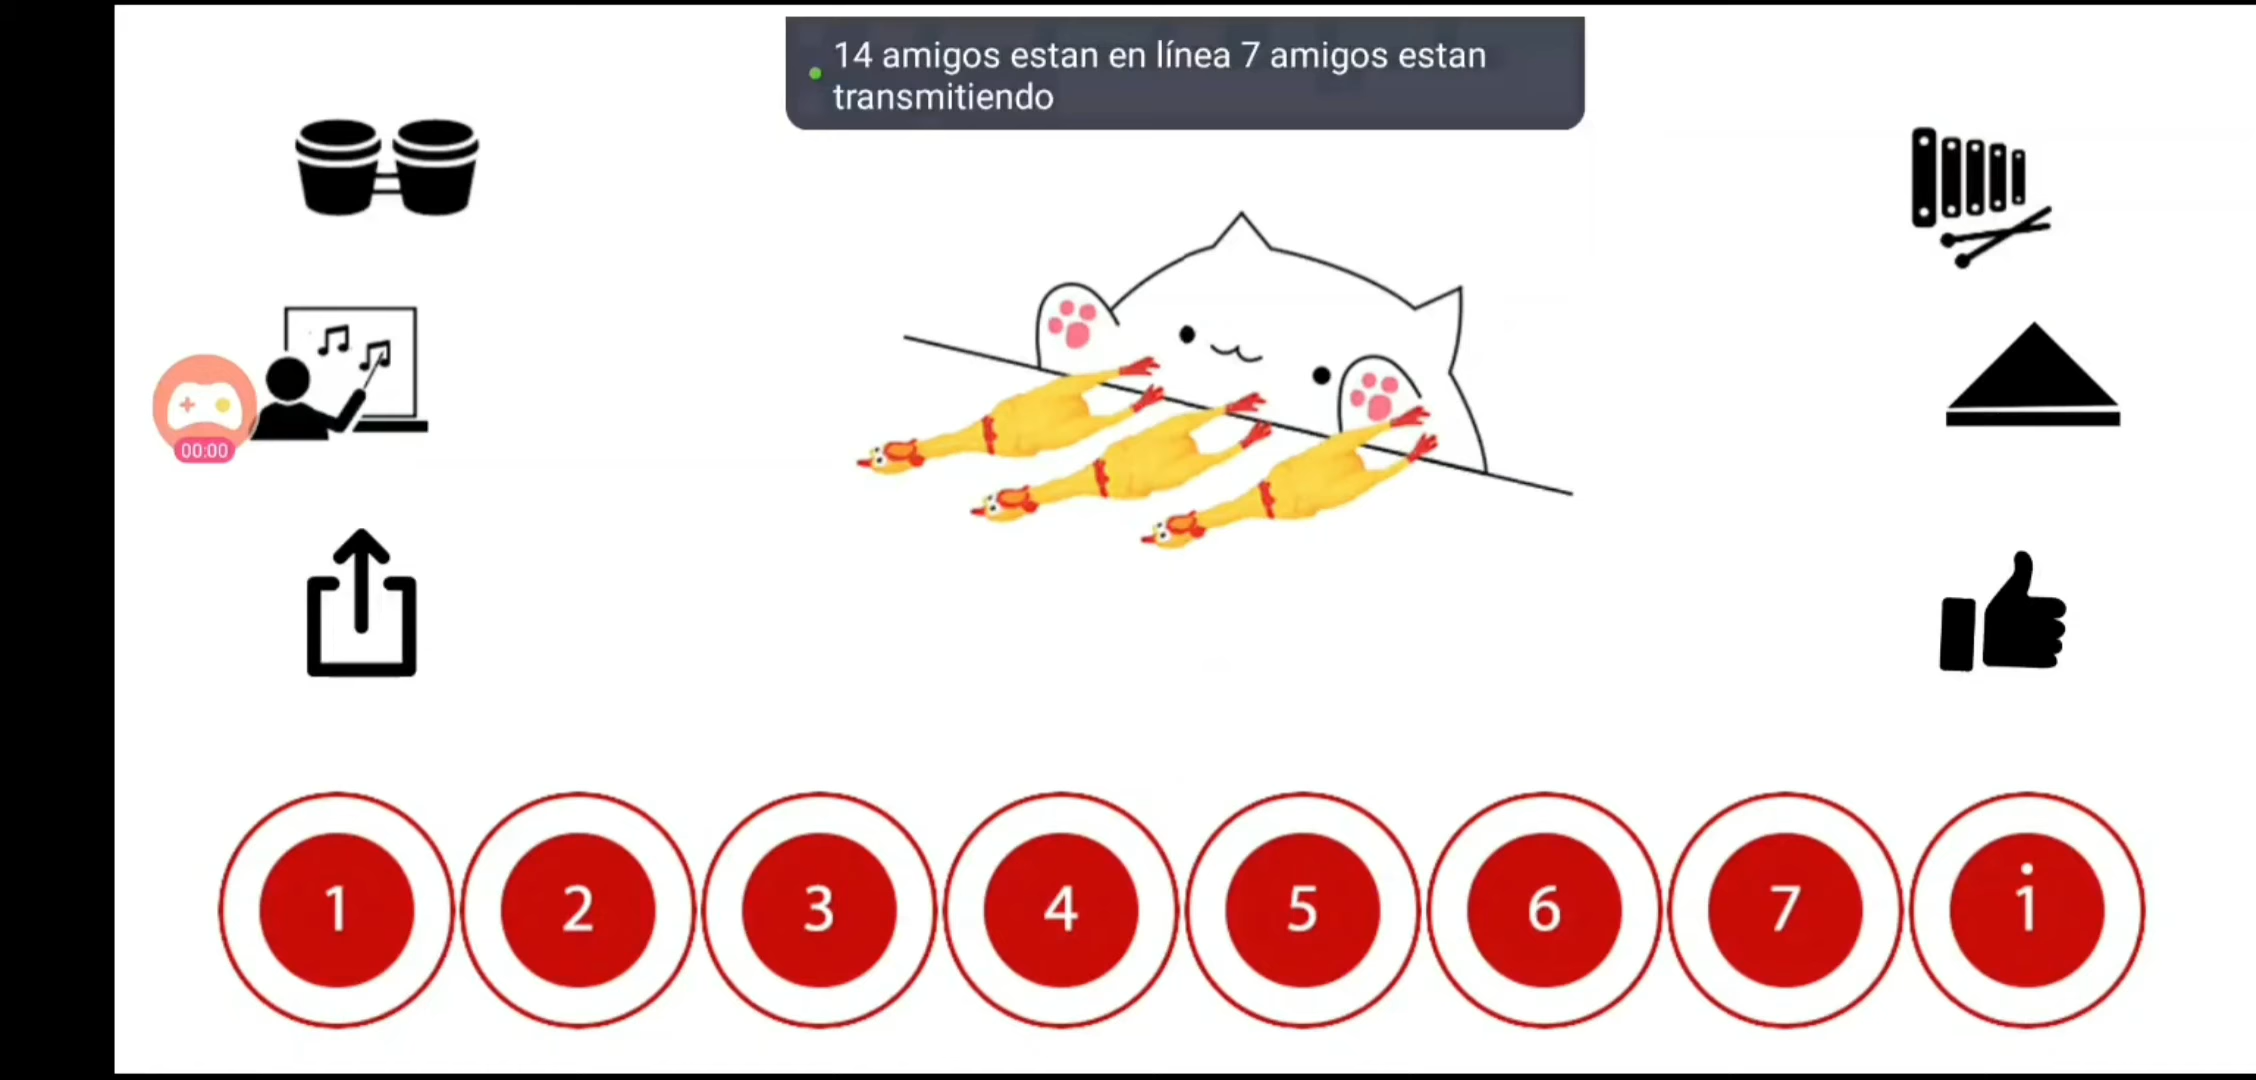 14 amigos estan en línea 7 amigos estan
transmitiendo
00:00
1 2 3 4 5 6 7 i